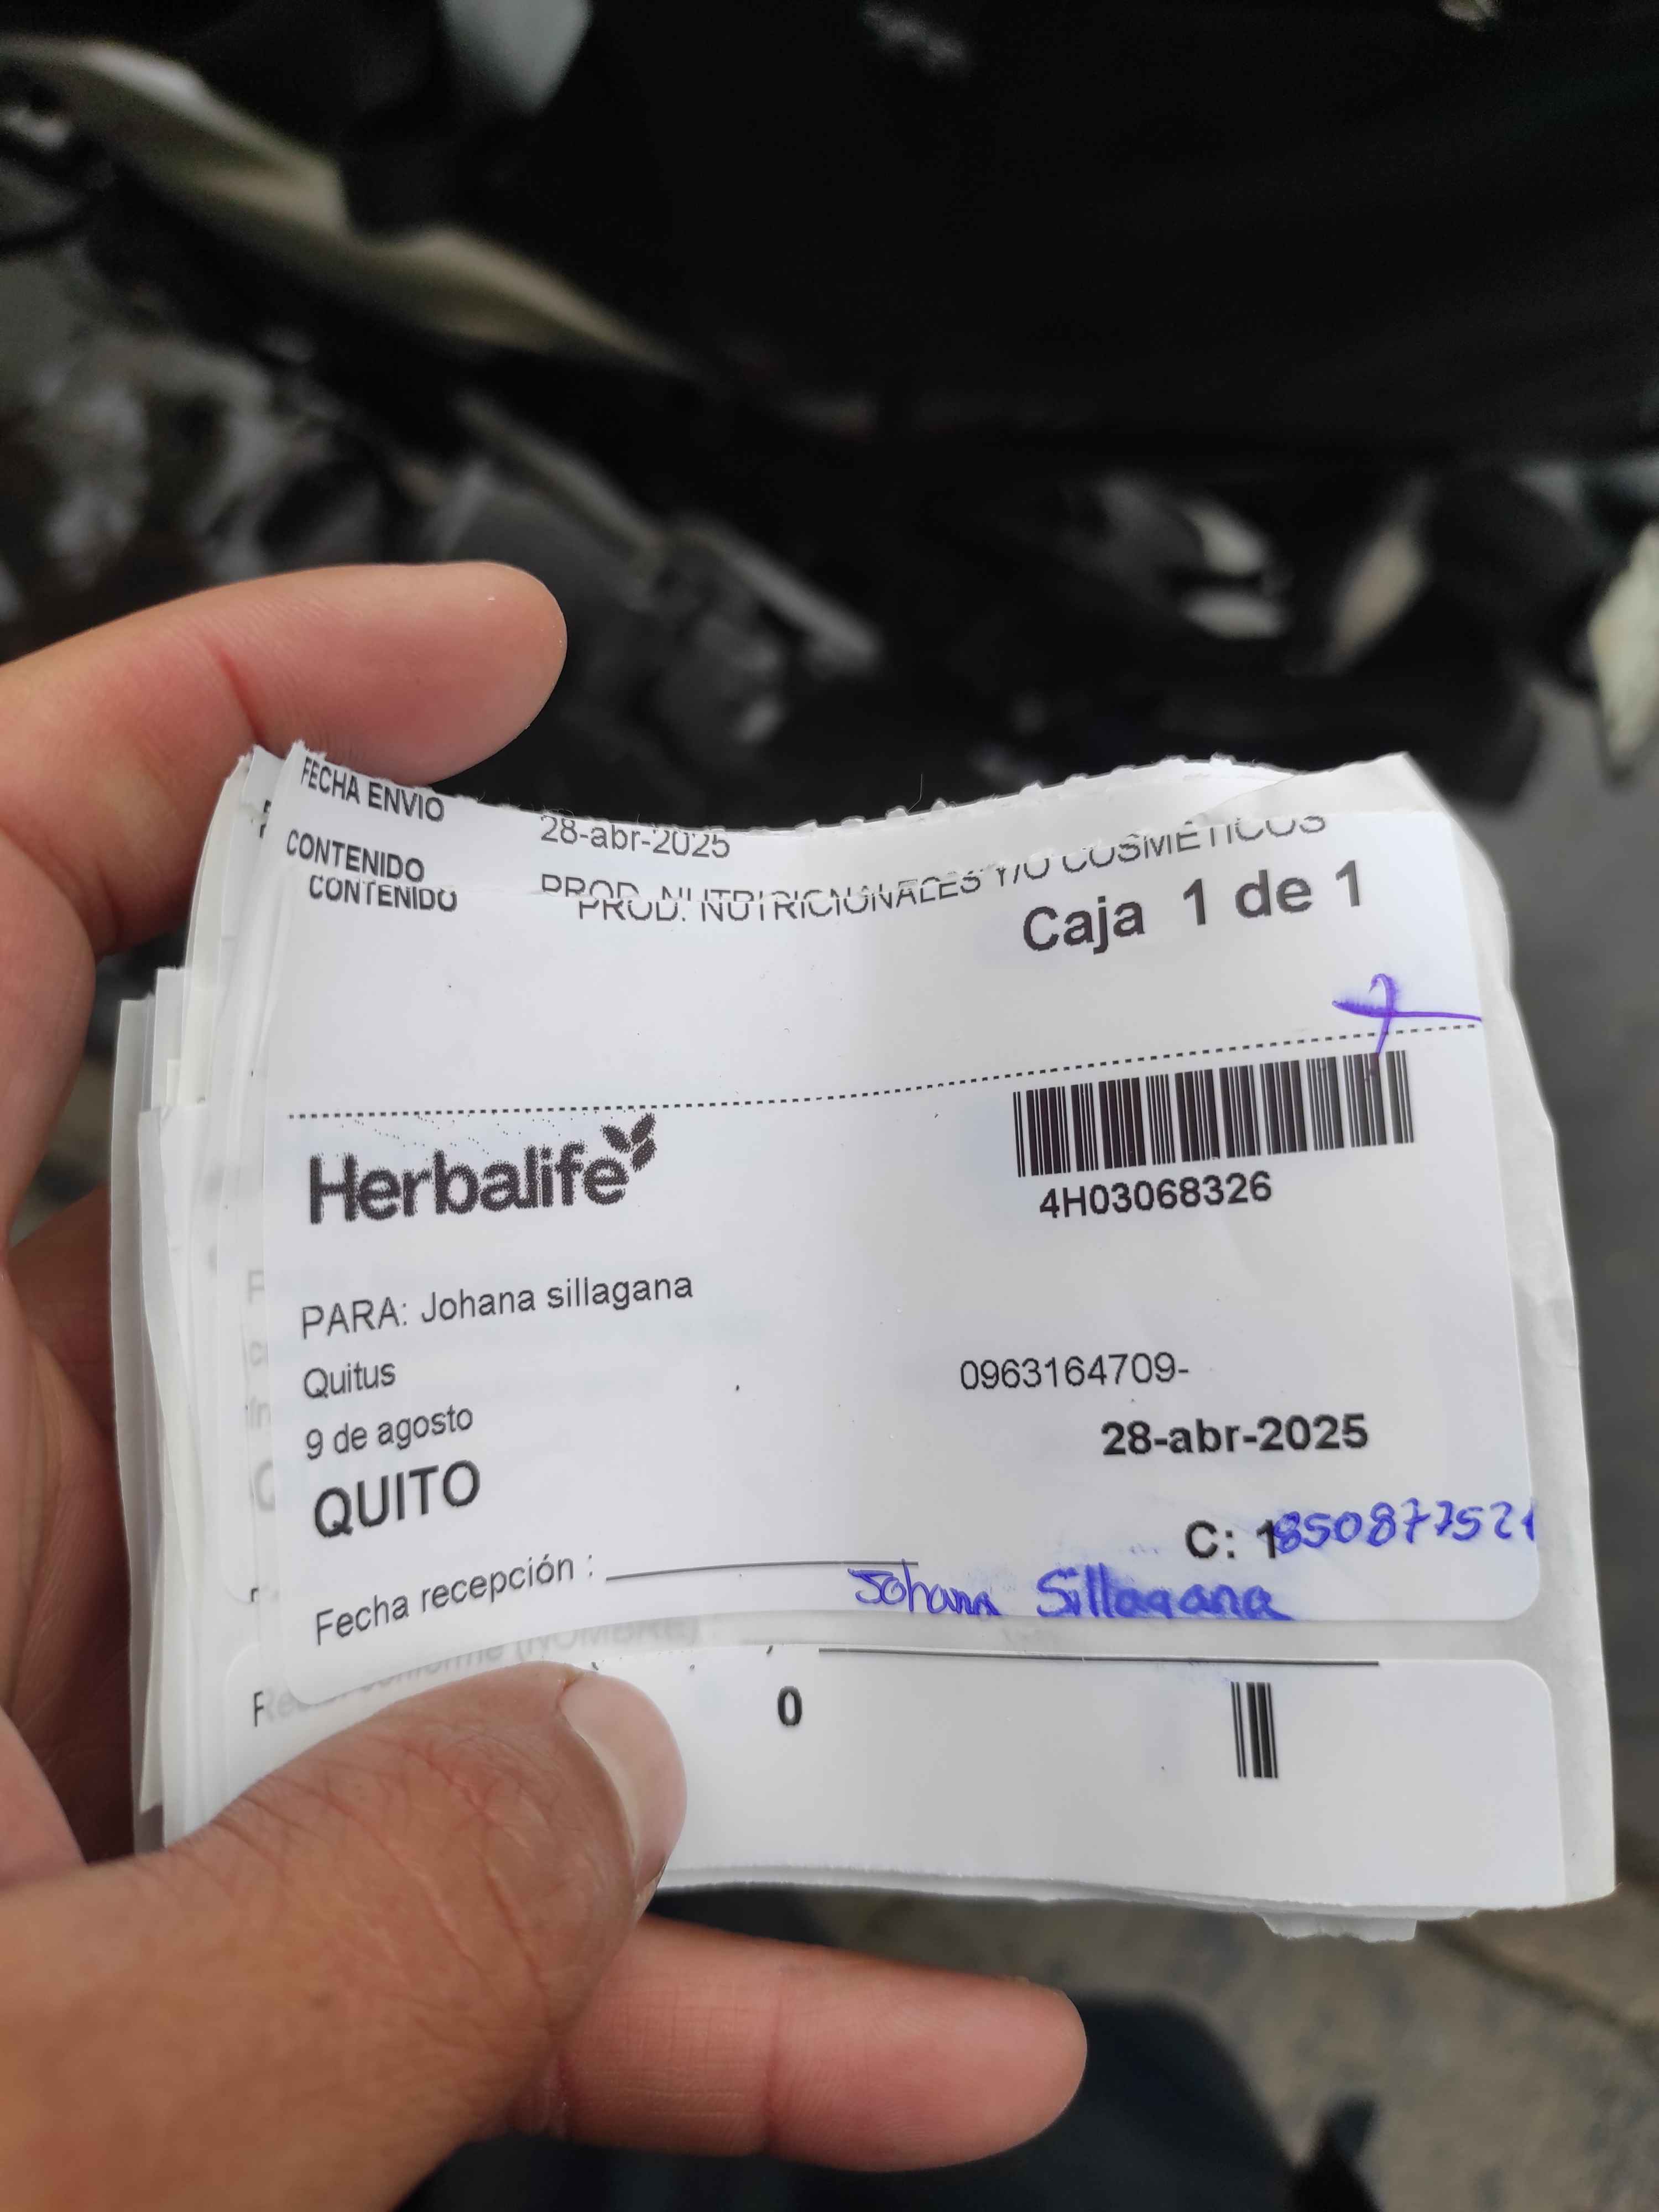 FECHA ENVIO 28-abr-2025
CONTENIDO
CONTENIDO PROD. NUTRICIONALES Y/O COSMETICOS
Caja 1 de 1
Herbalife
4H03068326
PARA: Johana sillagana
Quitus 0963164709-
9 de agosto 28-abr-2025
QUITO
C: 1850877521
Fecha recepción : Johana Sillagana
0